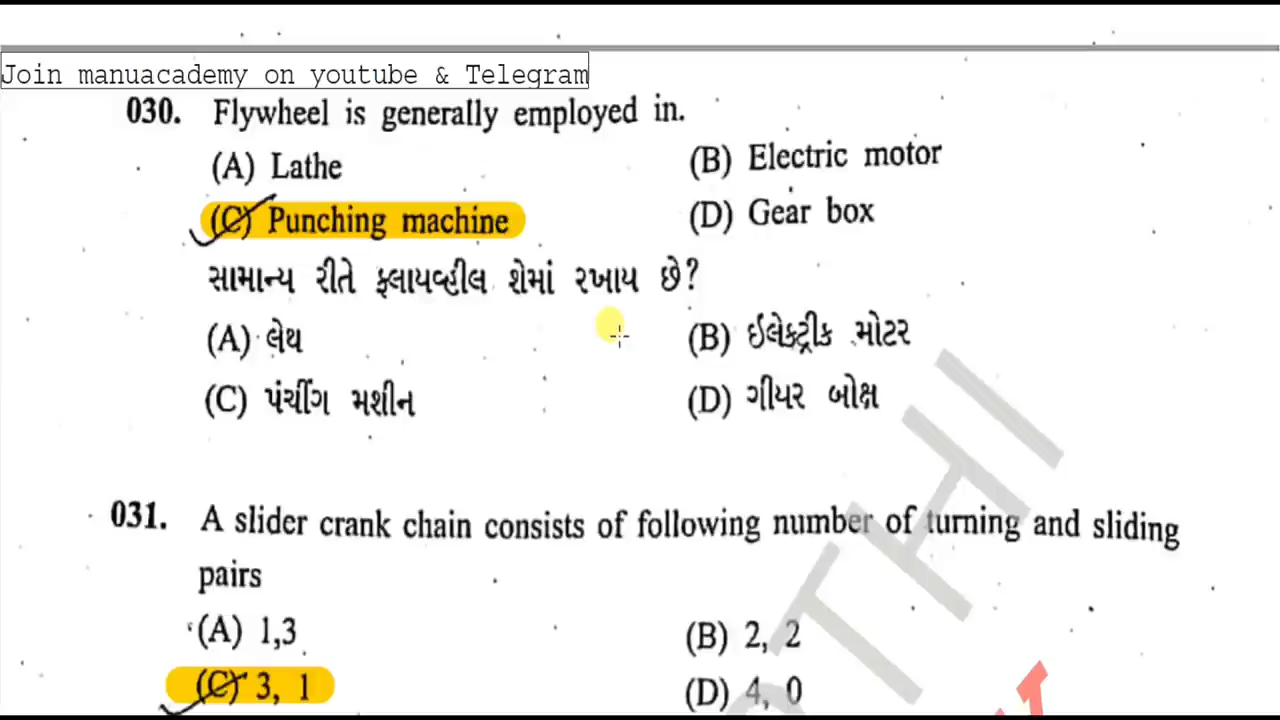 Join manuacademy on youtube & Telegram
030. Flywheel is generally employed in.
(A) Lathe (B) Electric motor
(C) Punching machine (D) Gear box
સામાન્ય રીતે ફ્લાયવ્હીલ શેમાં રખાય છે?
(A) લેથ (B) ઈલેક્ટ્રીક મોટર
(C) પંચીંગ મશીન (D) ગીયર બોક્ષ
031. A slider crank chain consists of following number of turning and sliding
pairs
(A) 1,3 (B) 2, 2
(C) 3, 1 (D) 4, 0